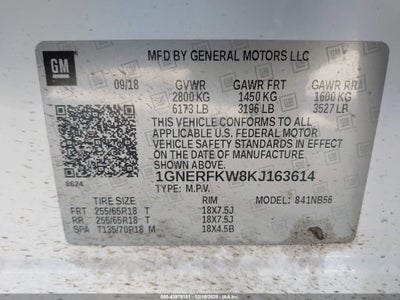 GM
MFD BY GENERAL MOTORS LLC
09/18 GVWR GAWR FRT GAWR RR
2800 KG 1450 KG 1600 KG
6173 LB 3196 LB 3527 LB
THIS VEHICLE CONFORMS TO ALL
APPLICABLE U.S. FEDERAL MOTOR
VEHICLE SAFETY STANDARDS IN EFFECT
ON THE DATE OF MANUFACTURE
SHOWN ABOVE.
1GNERFKW8KJ163614
TYPE: M.P.V. MODEL: 841NB56
8624
TIRE SIZE RIM
FRT 255/65R18 T 18X7.5J
RR 255/65R18 T 18X7.5J
SPA T135/70R18 M 18X4.5B